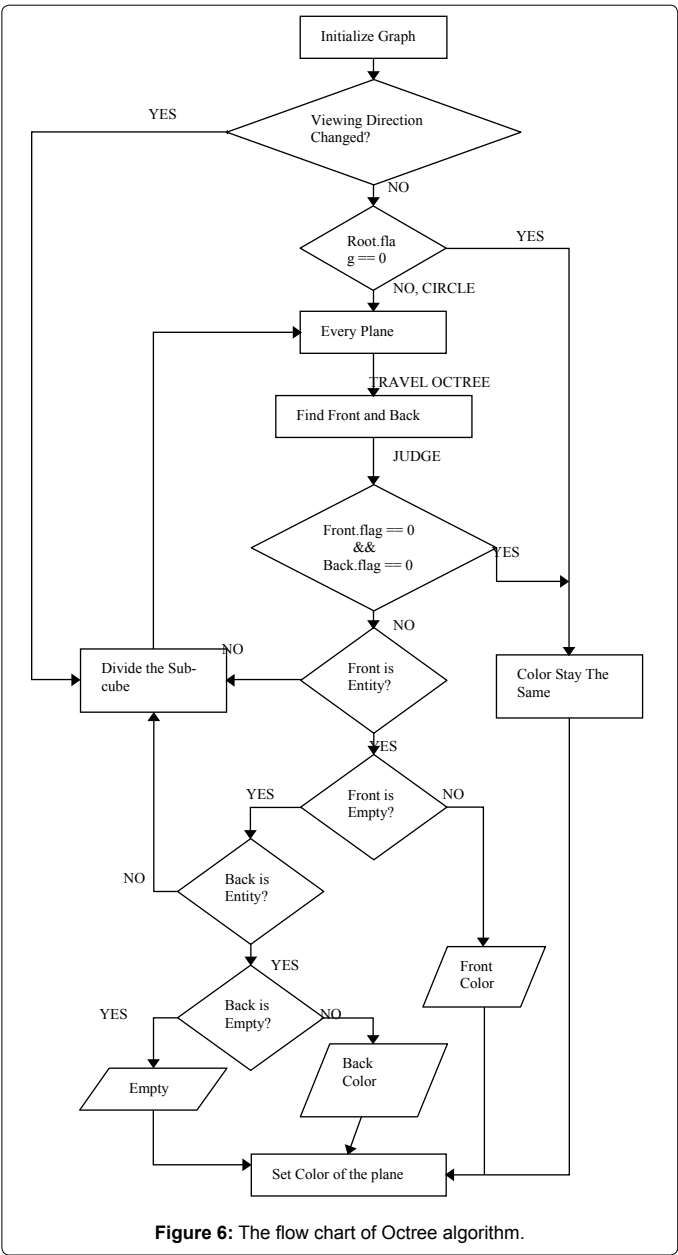 Initialize Graph
YES
Viewing Direction
Changed?
NO
Root.fla
g == 0
YES
NO, CIRCLE
Every Plane
TRAVEL OCTREE
Find Front and Back
JUDGE
Front.flag == 0
&&
Back.flag == 0
YES
NO
NO
Divide the Sub-
cube
Front is
Entity?
Color Stay The
Same
YES
YES
Front is
Empty?
NO
NO
Back is
Entity?
YES
Front
Color
YES
Back is
Empty?
NO
Back
Color
Empty
Set Color of the plane
Figure 6: The flow chart of Octree algorithm.